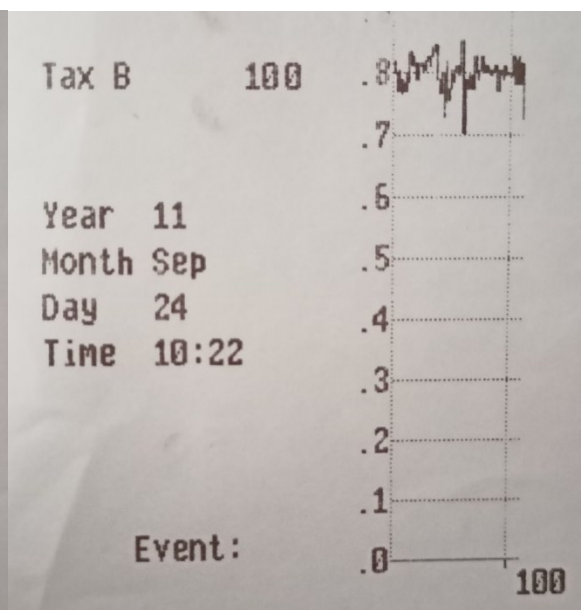 Tax B 100
.8
.7
Year 11
.6
Month Sep
.5
Day 24
.4
Time 10:22
.3
.2
.1
Event:
.0
100